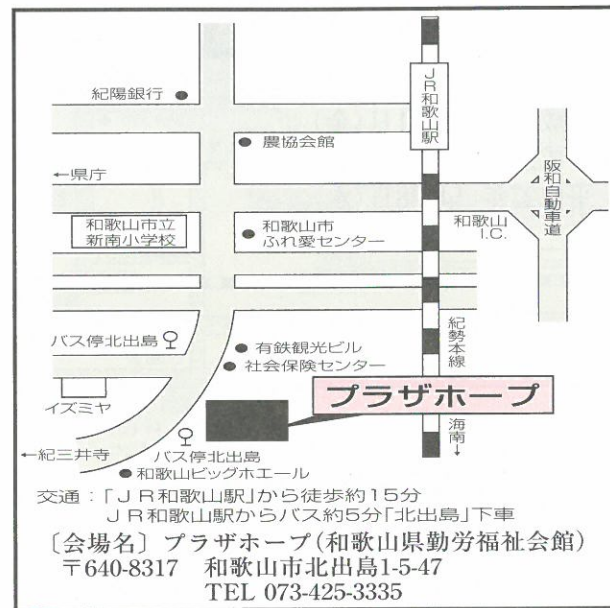 紀陽銀行
JR和歌山駅
農協会館
←県庁
阪和自動車道
和歌山市立
新南小学校
和歌山市
ふれ愛センター
和歌山
I.C.
バス停北出島
有鉄観光ビル
社会保険センター
紀勢本線
イズミヤ
プラザホープ
海南→
←紀三井寺
バス停北出島
和歌山ビッグホエール
交通：「JR和歌山駅」から徒歩約15分
JR和歌山駅からバス約5分「北出島」下車
〔会場名〕プラザホープ(和歌山県勤労福祉会館)
〒640-8317 和歌山市北出島1-5-47
TEL 073-425-3335